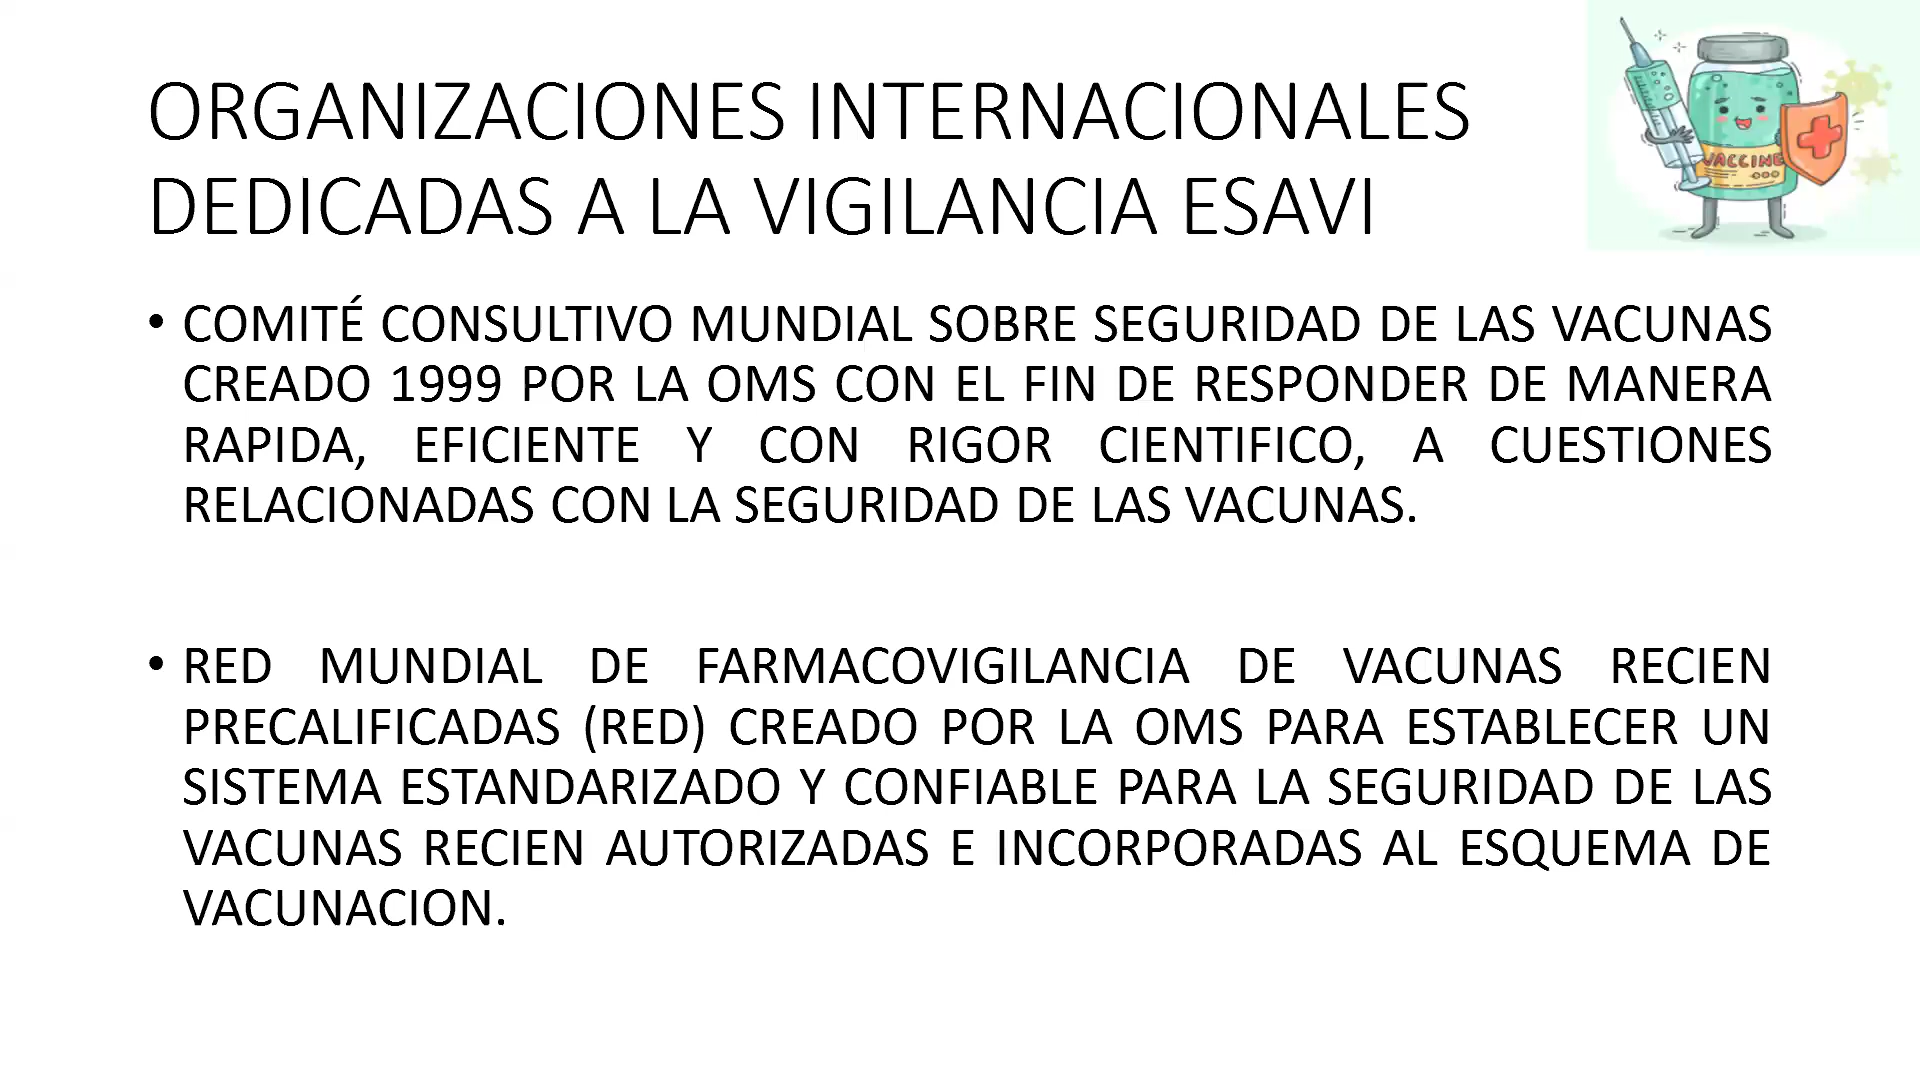 ORGANIZACIONES INTERNACIONALES
DEDICADAS A LA VIGILANCIA ESAVI
VACCINE
• COMITÉ CONSULTIVO MUNDIAL SOBRE SEGURIDAD DE LAS VACUNAS
CREADO 1999 POR LA OMS CON EL FIN DE RESPONDER DE MANERA
RAPIDA, EFICIENTE Y CON RIGOR CIENTIFICO, A CUESTIONES
RELACIONADAS CON LA SEGURIDAD DE LAS VACUNAS.
• RED MUNDIAL DE FARMACOVIGILANCIA DE VACUNAS RECIEN
PRECALIFICADAS (RED) CREADO POR LA OMS PARA ESTABLECER UN
SISTEMA ESTANDARIZADO Y CONFIABLE PARA LA SEGURIDAD DE LAS
VACUNAS RECIEN AUTORIZADAS E INCORPORADAS AL ESQUEMA DE
VACUNACION.